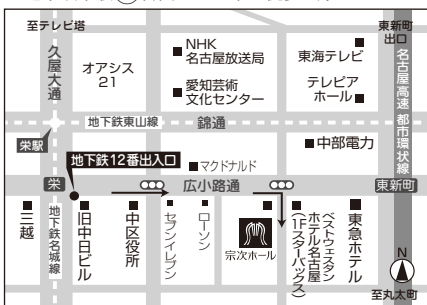 至テレビ塔
東新町
出口
久屋大通
オアシス
21
NHK
名古屋放送局
愛知芸術
文化センター
東海テレビ
テレピア
ホール
名古屋高速 都市環状線
地下鉄東山線
錦通
栄駅
地下鉄12番出入口
中部電力
マクドナルド
栄
広小路通
東新町
三越
地下鉄名城線
旧中日ビル
中区役所
セブンイレブン
ローソン
宗次ホール
ベストウェスタン
ホテル名古屋
(1Fスターバックス)
東急ホテル
N
至丸太町